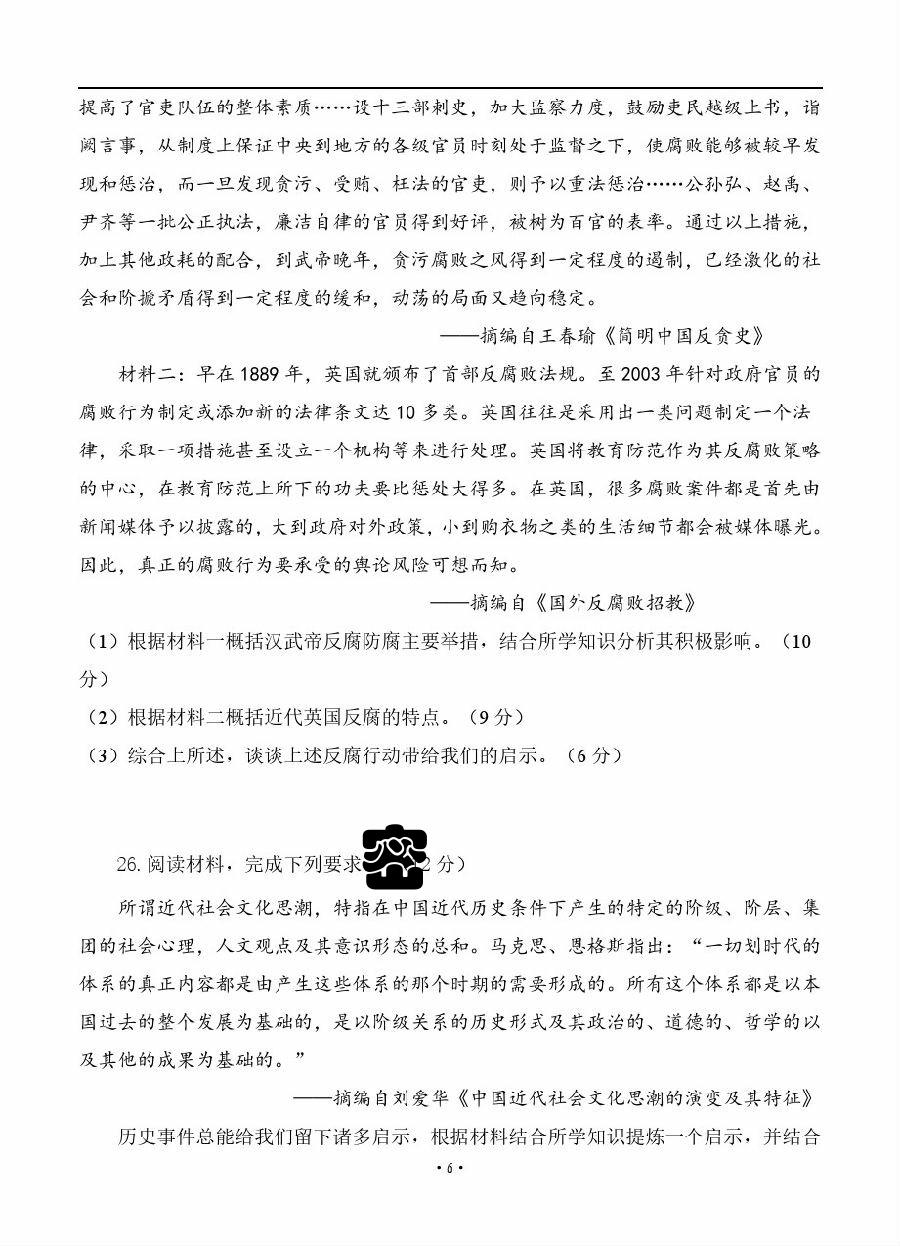 提高了官吏队伍的整体素质……设十三部刺史，加大监察力度，鼓励吏民越级上书，诣
阙言事，从制度上保证中央到地方的各级官员时刻处于监督之下，使腐败能够被较早发
现和惩治，而一旦发现贪污、受贿、枉法的官吏，则予以重法惩治……公孙弘、赵禹、
尹齐等一批公正执法，廉洁自律的官员得到好评，被树为百官的表率。通过以上措施，
加上其他政耗的配合，到武帝晚年，贪污腐败之风得到一定程度的遏制，已经激化的社
会和阶搋矛盾得到一定程度的缓和，动荡的局面又趋向稳定。
——摘编自王春瑜《简明中国反贪史》
材料二：早在 1889 年，英国就颁布了首部反腐败法规。至 2003 年针对政府官员的
腐败行为制定或添加新的法律条文达 10 多类。英国往往是采用出一类问题制定一个法
律，采取一项措施甚至设立一个机构等来进行处理。英国将教育防范作为其反腐败策略
的中心，在教育防范上所下的功夫要比惩处大得多。在英国，很多腐败案件都是首先由
新闻媒体予以披露的，大到政府对外政策，小到购衣物之类的生活细节都会被媒体曝光。
因此，真正的腐败行为要承受的舆论风险可想而知。
——摘编自《国外反腐败招教》
（1）根据材料一概括汉武帝反腐防腐主要举措，结合所学知识分析其积极影响。（10
分）
（2）根据材料二概括近代英国反腐的特点。（9 分）
（3）综合上所述，谈谈上述反腐行动带给我们的启示。（6 分）
26. 阅读材料，完成下列要求 2 分）
所谓近代社会文化思潮，特指在中国近代历史条件下产生的特定的阶级、阶层、集
团的社会心理，人文观点及其意识形态的总和。马克思、恩格斯指出：“一切划时代的
体系的真正内容都是由产生这些体系的那个时期的需要形成的。所有这个体系都是以本
国过去的整个发展为基础的，是以阶级关系的历史形式及其政治的、道德的、哲学的以
及其他的成果为基础的。”
——摘编自刘爱华《中国近代社会文化思潮的演变及其特征》
历史事件总能给我们留下诸多启示，根据材料结合所学知识提炼一个启示，并结合
·6·